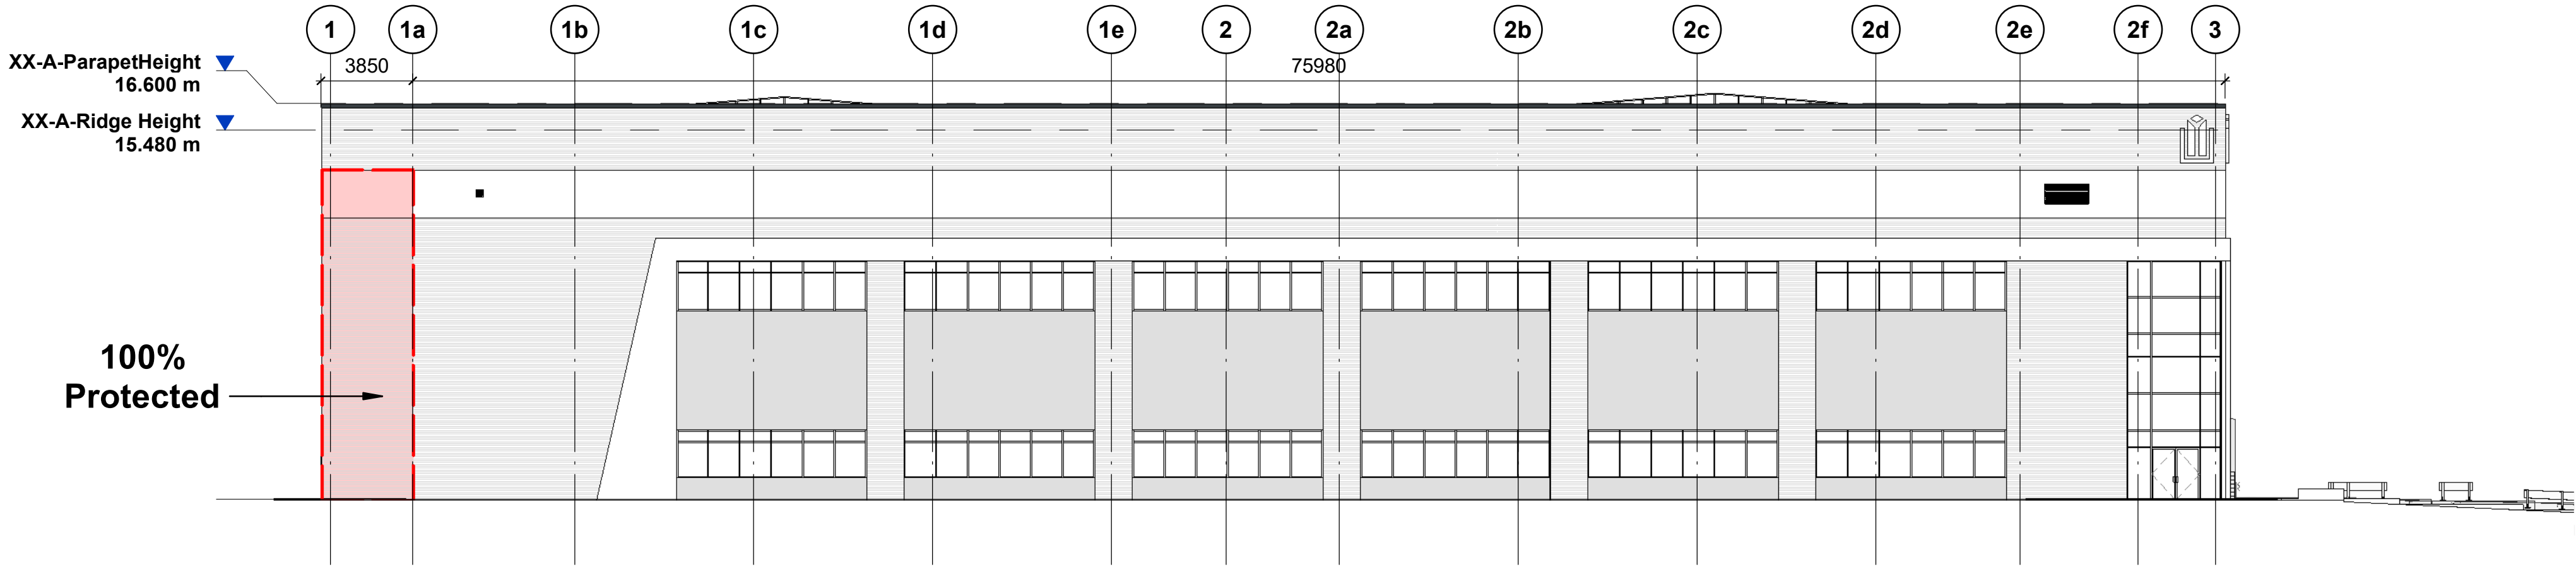 1 1a 1b 1c 1d 1e 2 2a 2b 2c 2d 2e 2f 3
XX-A-ParapetHeight
16.600 m
3850 75980
XX-A-Ridge Height
15.480 m
100%
Protected